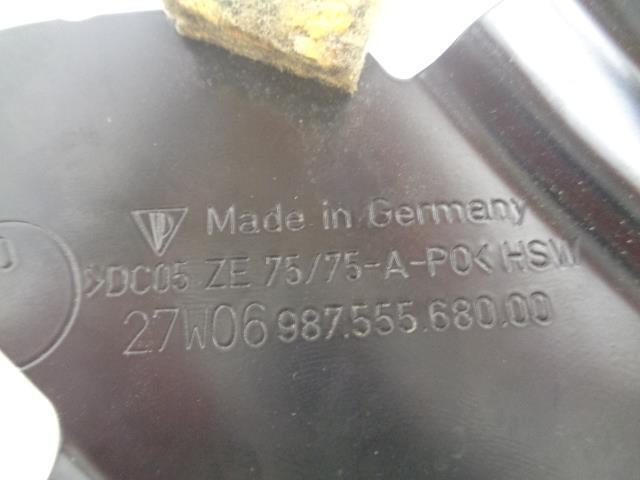 Made in Germany
>DC05 ZE 75/75-A-PO< HSW
27W06 987.555.680.00